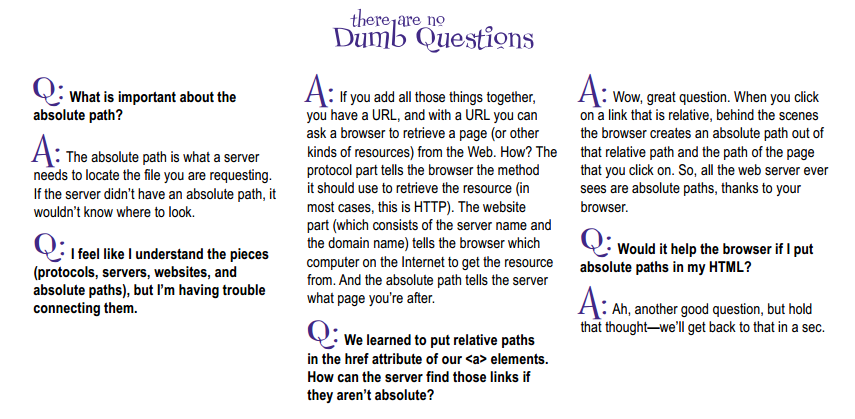 there are no
Dumb Questions
Q: What is important about the
absolute path?
A: The absolute path is what a server
needs to locate the file you are requesting.
If the server didn’t have an absolute path, it
wouldn’t know where to look.
Q: I feel like I understand the pieces
(protocols, servers, websites, and
absolute paths), but I’m having trouble
connecting them.
A: If you add all those things together,
you have a URL, and with a URL you can
ask a browser to retrieve a page (or other
kinds of resources) from the Web. How? The
protocol part tells the browser the method
it should use to retrieve the resource (in
most cases, this is HTTP). The website
part (which consists of the server name and
the domain name) tells the browser which
computer on the Internet to get the resource
from. And the absolute path tells the server
what page you’re after.
Q: We learned to put relative paths
in the href attribute of our <a> elements.
How can the server find those links if
they aren’t absolute?
A: Wow, great question. When you click
on a link that is relative, behind the scenes
the browser creates an absolute path out of
that relative path and the path of the page
that you click on. So, all the web server ever
sees are absolute paths, thanks to your
browser.
Q: Would it help the browser if I put
absolute paths in my HTML?
A: Ah, another good question, but hold
that thought—we’ll get back to that in a sec.